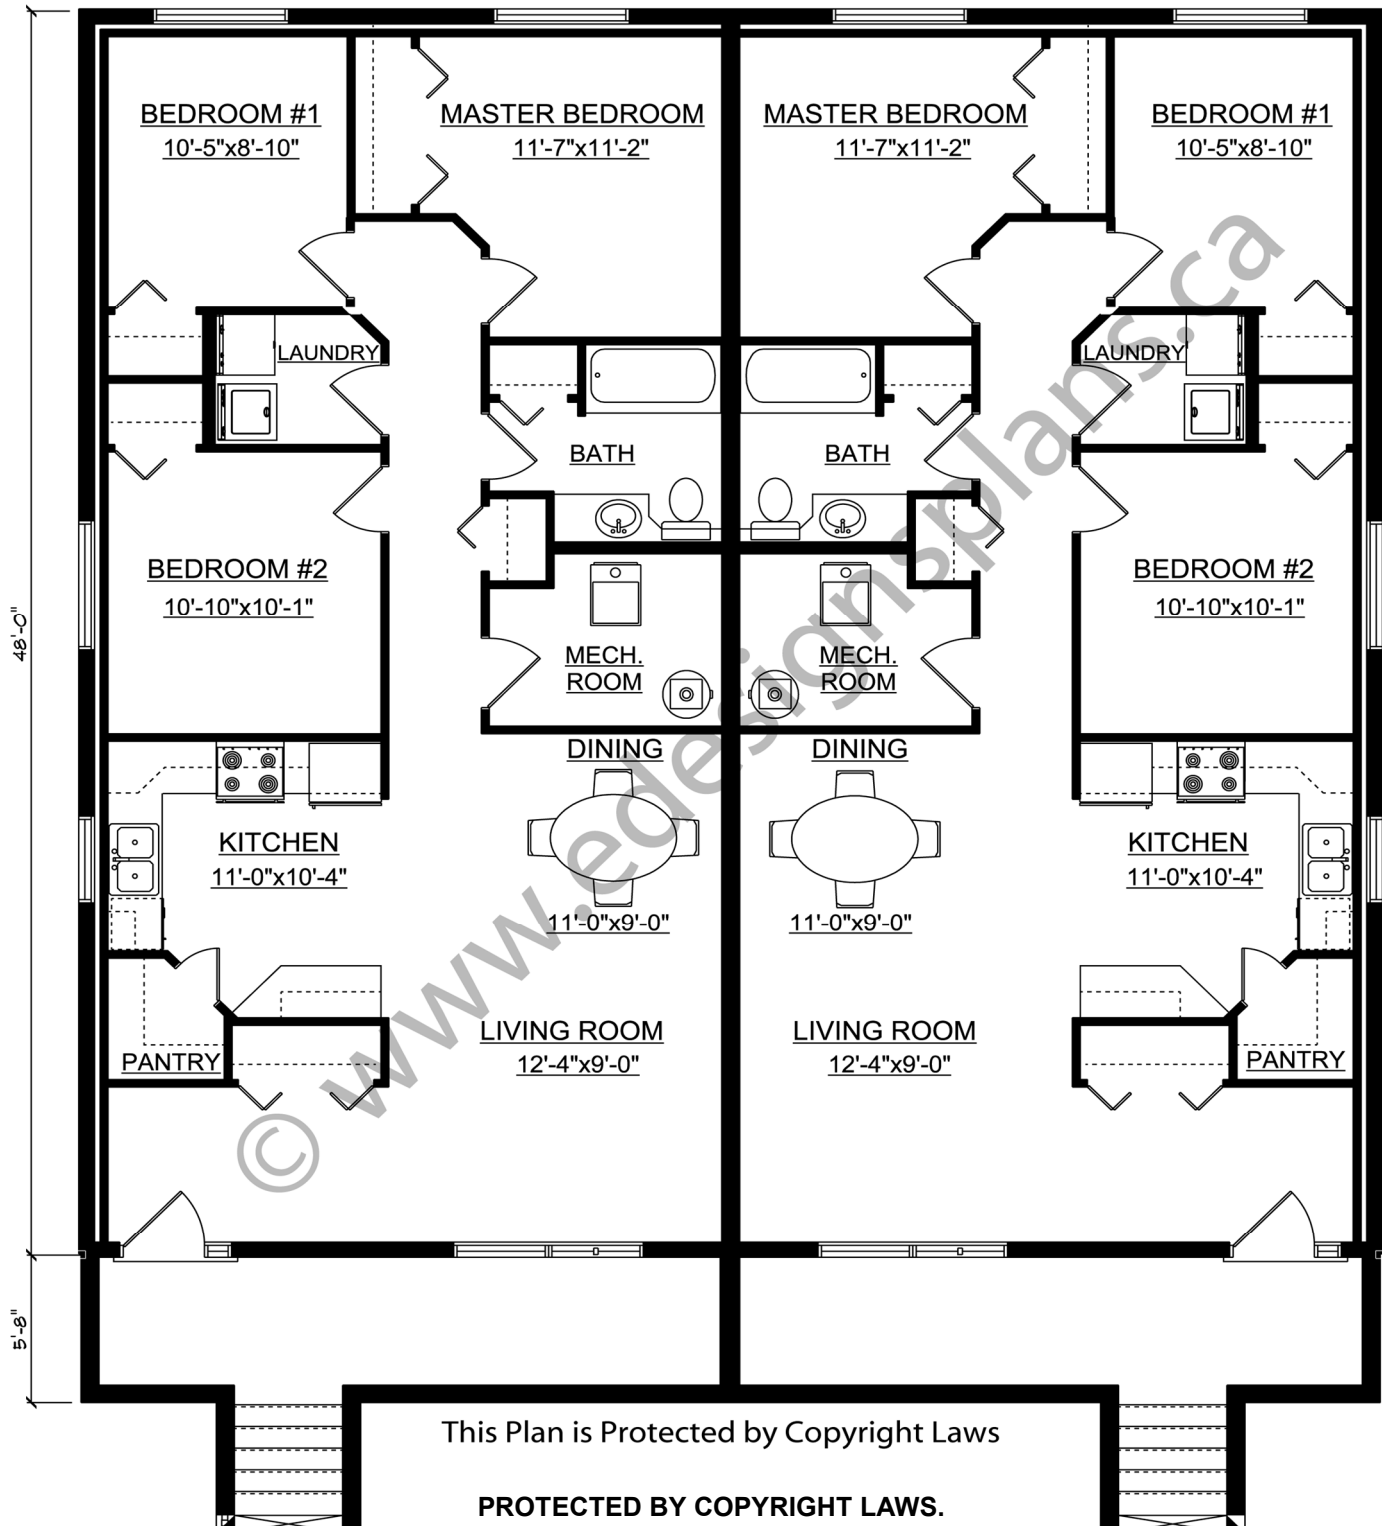 BEDROOM #1
10'-5"x8'-10"
MASTER BEDROOM
11'-7"x11'-2"
MASTER BEDROOM
11'-7"x11'-2"
BEDROOM #1
10'-5"x8'-10"
LAUNDRY
LAUNDRY
BATH
BATH
BEDROOM #2
10'-10"x10'-1"
BEDROOM #2
10'-10"x10'-1"
48'-0"
MECH.
ROOM
MECH.
ROOM
DINING
11'-0"x9'-0"
DINING
11'-0"x9'-0"
KITCHEN
11'-0"x10'-4"
KITCHEN
11'-0"x10'-4"
LIVING ROOM
12'-4"x9'-0"
LIVING ROOM
12'-4"x9'-0"
PANTRY
PANTRY
© www.edesignsplans.ca
5'-8"
This Plan is Protected by Copyright Laws
PROTECTED BY COPYRIGHT LAWS.